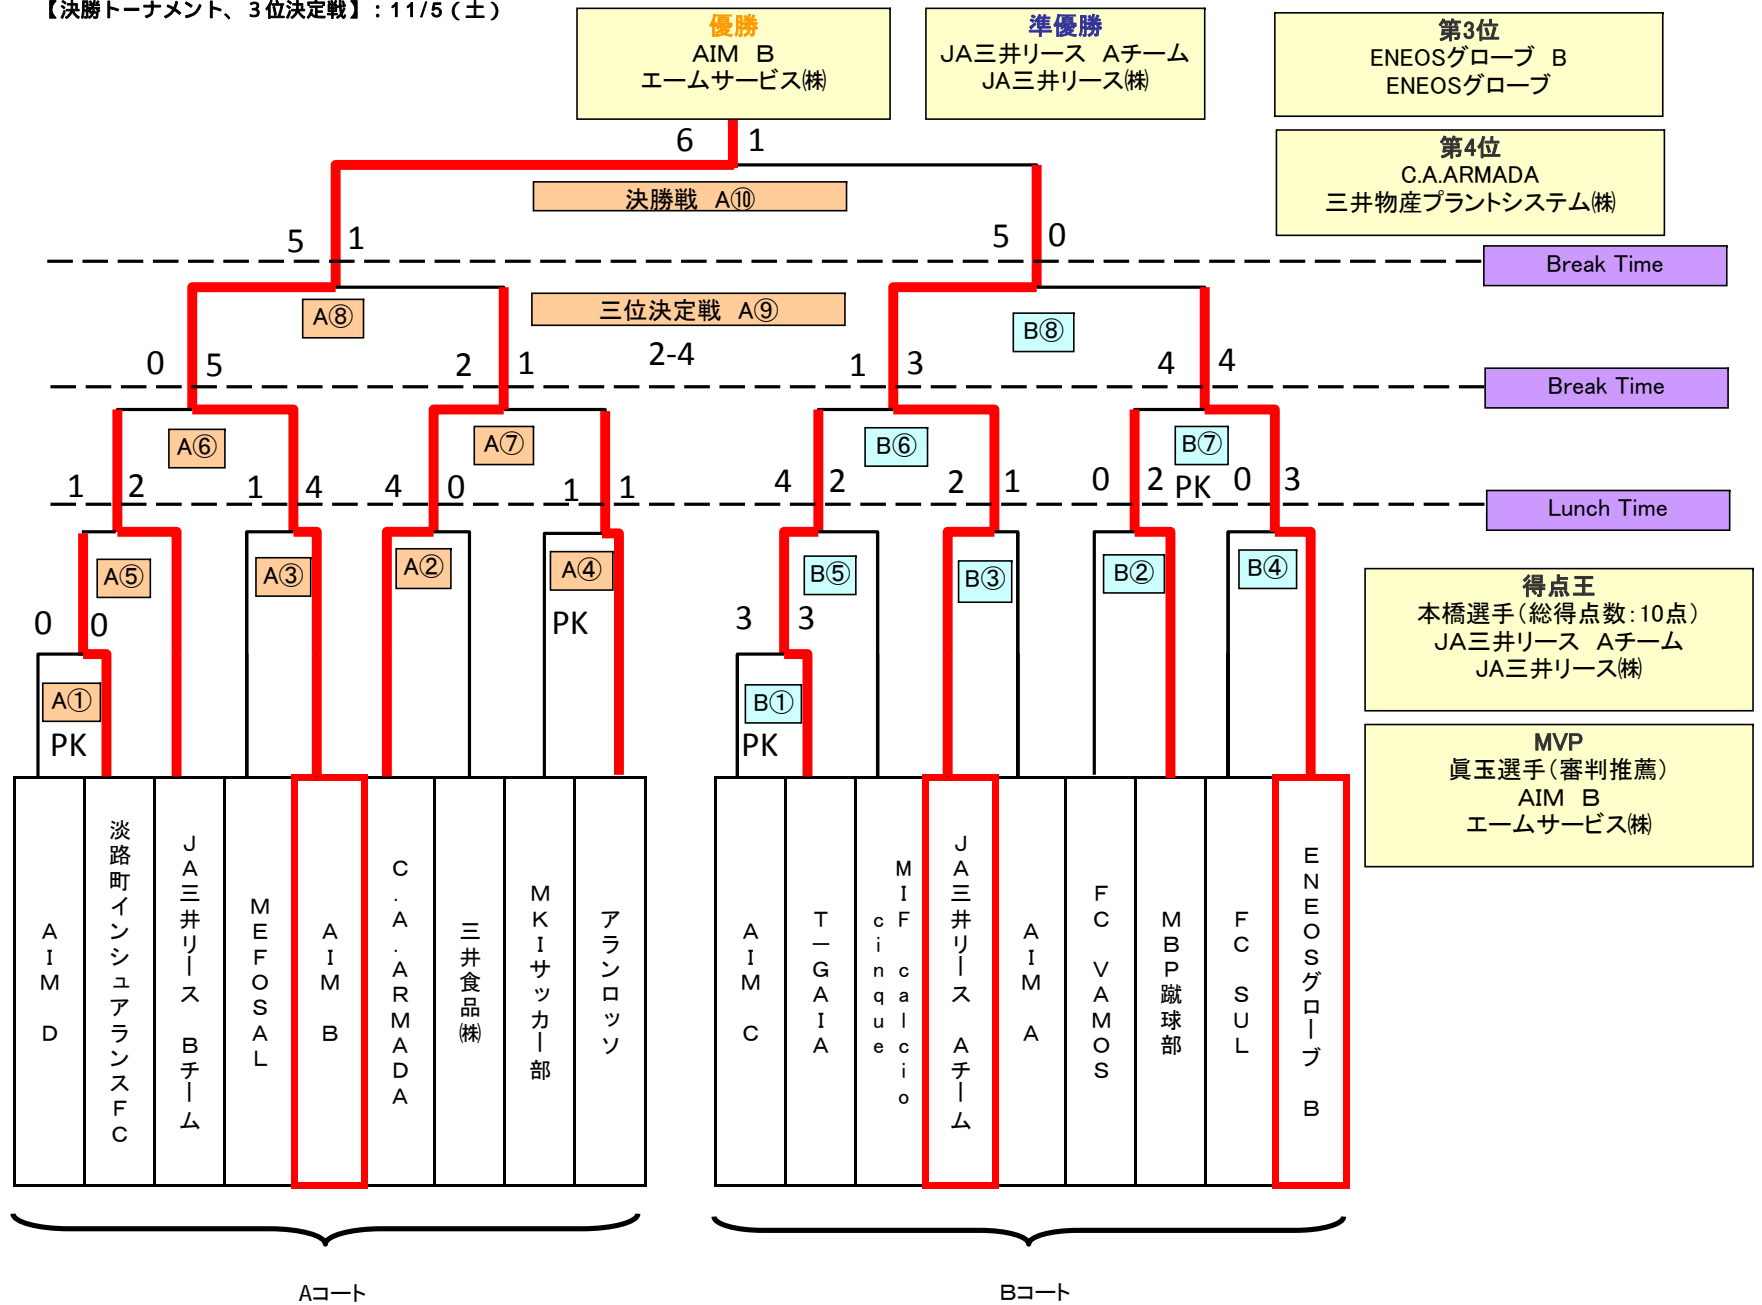 【決勝トーナメント、３位決定戦】：11/5（土）
優勝
AIM B
エームサービス㈱
準優勝
JA三井リース Aチーム
JA三井リース㈱
第3位
ENEOSグローブ B
ENEOSグローブ
第4位
C.A.ARMADA
三井物産プラントシステム㈱
6 1
決勝戦 A⑩
5 1 5 0
Break Time
A⑧
三位決定戦 A⑨
B⑧
0 5 2 1 2-4 1 3 4 4
Break Time
A⑥ A⑦ B⑥ B⑦
1 2 1 4 4 0 1 1 4 2 2 1 0 2 PK 0 3
Lunch Time
A⑤ A③ A② A④ B⑤ B③ B② B④
0 0 PK 3 3
A① B①
PK PK
得点王
本橋選手（総得点数：10点）
JA三井リース Aチーム
JA三井リース㈱
MVP
眞玉選手（審判推薦）
AIM B
エームサービス㈱
AIM D
淡路町インシュアランスFC
JA三井リース Bチーム
MEFOSAL
AIM B
C.A.ARMADA
三井食品㈱
MKIサッカー部
アランロッソ
AIM C
T－GAIA
MIF calcio
cinque
JA三井リース Aチーム
AIM A
FC VAMOS
MBP蹴球部
FC SUL
ENEOSグローブ B
Aコート
Bコート